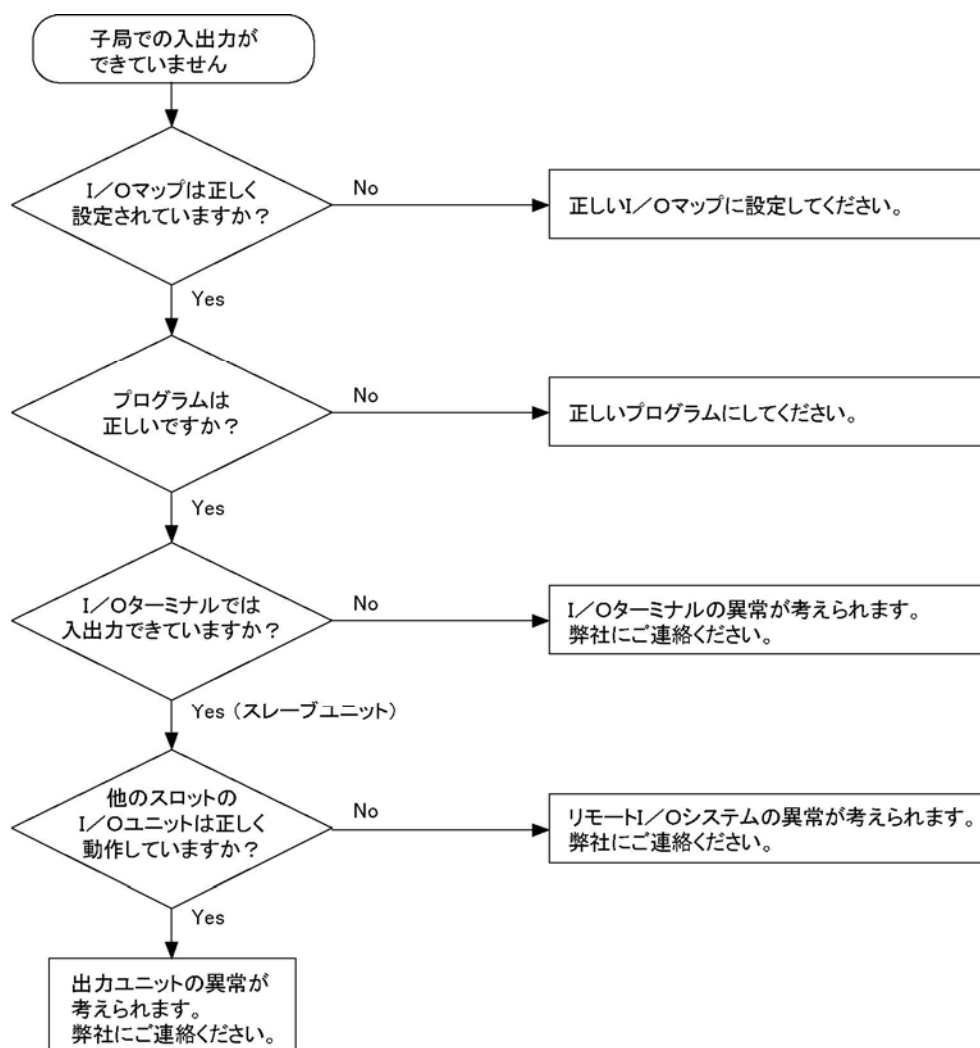 子局での入出力が
できていません
I／Oマップは正しく
設定されていますか？
No
正しいI／Oマップに設定してください。
Yes
プログラムは
正しいですか？
No
正しいプログラムにしてください。
Yes
I／Oターミナルでは
入出力できていますか？
No
I／Oターミナルの異常が考えられます。
弊社にご連絡ください。
Yes （スレーブユニット）
他のスロットの
I／Oユニットは正しく
動作していますか？
No
リモートI／Oシステムの異常が考えられます。
弊社にご連絡ください。
Yes
出力ユニットの異常が
考えられます。
弊社にご連絡ください。